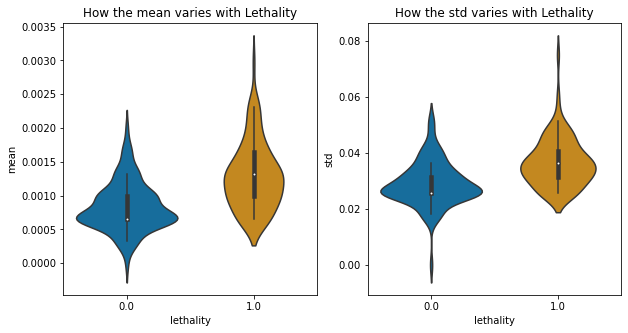 How the mean varies with Lethality
mean
0.0035
0.0030
0.0025
0.0020
0.0015
0.0010
0.0005
0.0000
0.0
1.0
lethality
How the std varies with Lethality
std
0.08
0.06
0.04
0.02
0.00
0.0
1.0
lethality